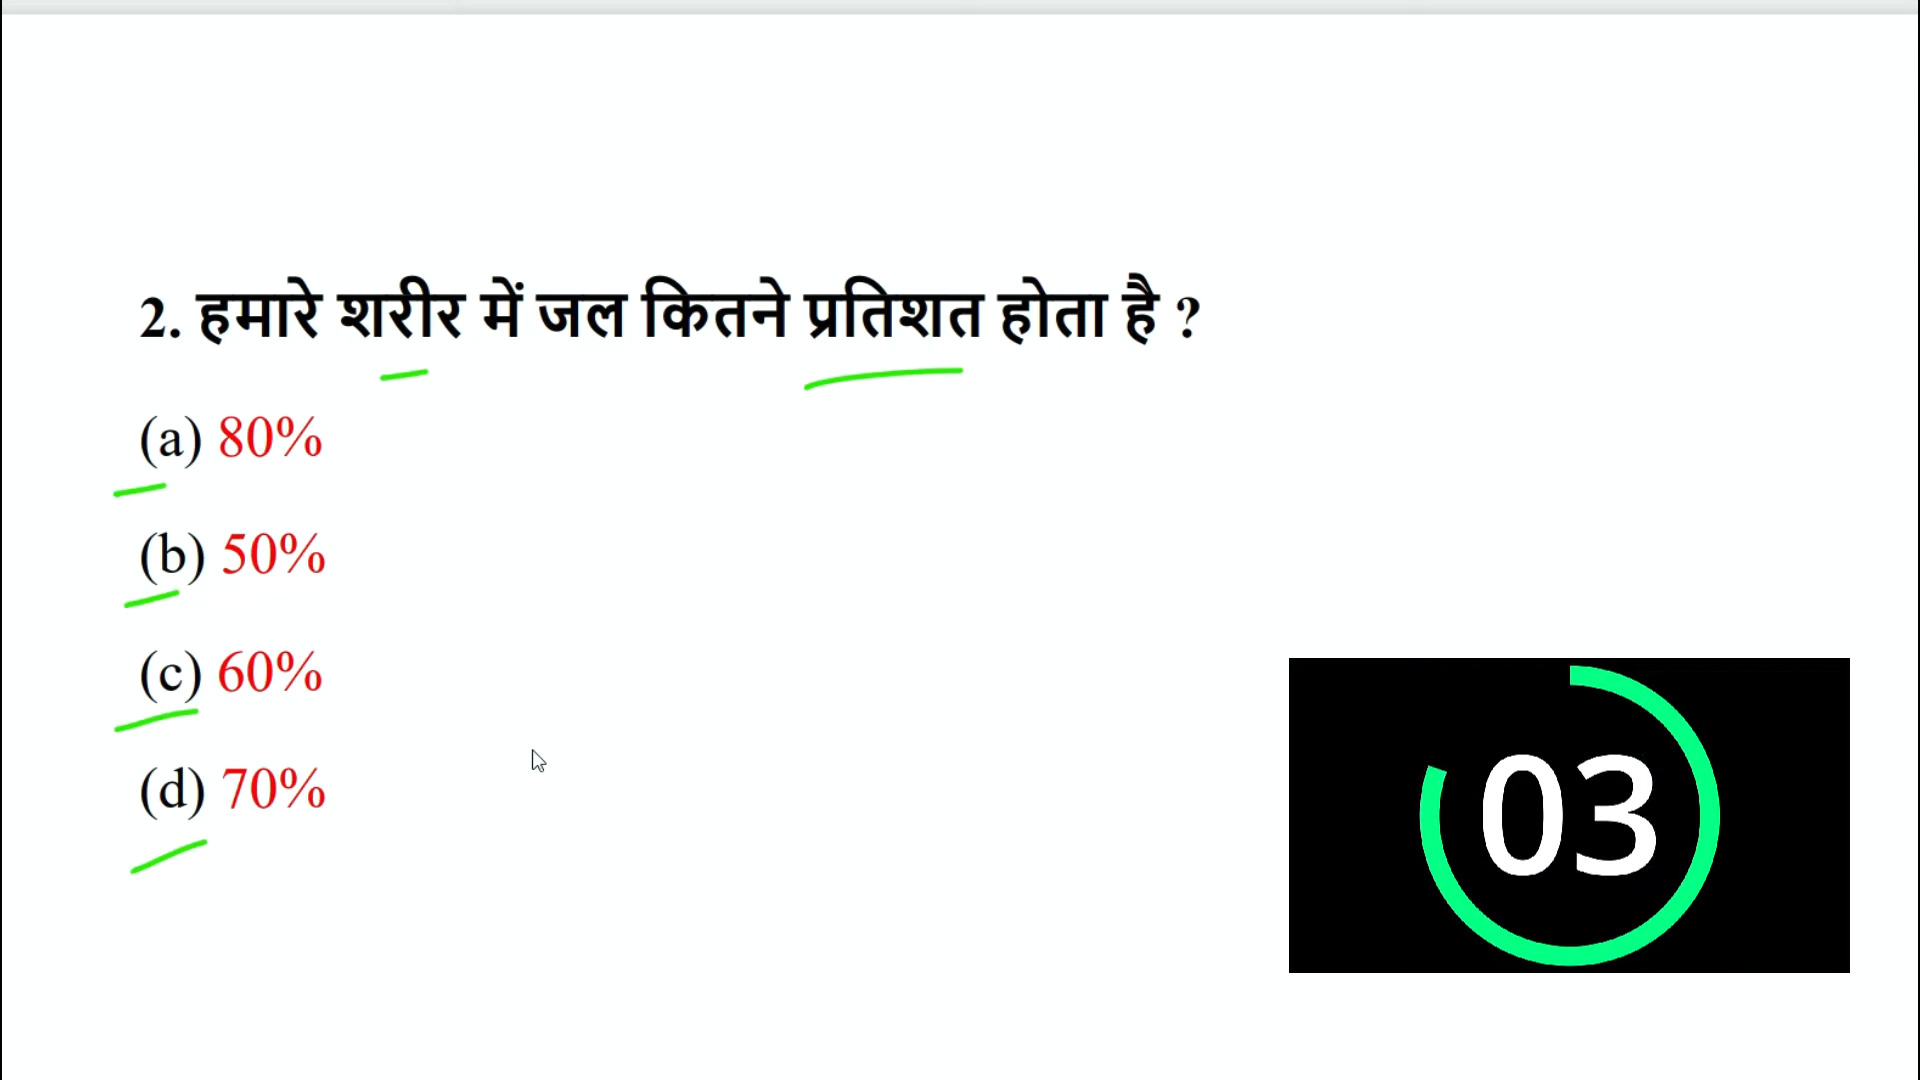 2. हमारे शरीर में जल कितने प्रतिशत होता है ?
(a) 80%
(b) 50%
(c) 60%
(d) 70%
03